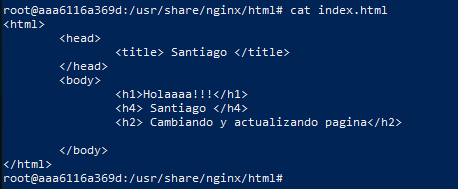 root@aaa6116a369d:/usr/share/nginx/html# cat index.html
<html>
        <head>
                <title> Santiago </title>
        </head>
        <body>
                <h1>Holaaaa!!!</h1>
                <h4> Santiago </h4>
                <h2> Cambiando y actualizando pagina</h2>
        </body>
</html>
root@aaa6116a369d:/usr/share/nginx/html#